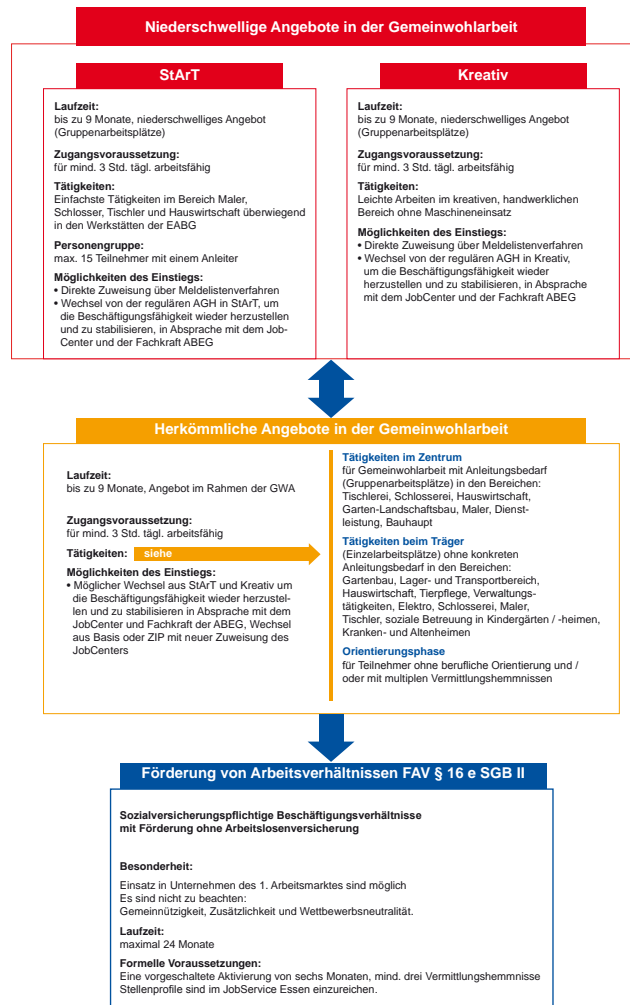 Niederschwellige Angebote in der Gemeinwohlarbeit
StArT
Laufzeit:
bis zu 9 Monate, niederschwelliges Angebot
(Gruppenarbeitsplätze)
Zugangsvoraussetzung:
für mind. 3 Std. tägl. arbeitsfähig
Tätigkeiten:
Einfachste Tätigkeiten im Bereich Maler,
Schlosser, Tischler und Hauswirtschaft überwiegend
in den Werkstätten der EABG
Personengruppe:
max. 15 Teilnehmer mit einem Anleiter
Möglichkeiten des Einstiegs:
• Direkte Zuweisung über Meldelistenverfahren
• Wechsel von der regulären AGH in StArT, um
die Beschäftigungsfähigkeit wieder herzustellen
und zu stabilisieren, in Absprache mit dem Job-
Center und der Fachkraft ABEG
Kreativ
Laufzeit:
bis zu 9 Monate, niederschwelliges Angebot
(Gruppenarbeitsplätze)
Zugangsvoraussetzung:
für mind. 3 Std. tägl. arbeitsfähig
Tätigkeiten:
Leichte Arbeiten im kreativen, handwerklichen
Bereich ohne Maschineneinsatz
Möglichkeiten des Einstiegs:
• Direkte Zuweisung über Meldelistenverfahren
• Wechsel von der regulären AGH in Kreativ,
um die Beschäftigungsfähigkeit wieder
herzustellen und zu stabilisieren, in Absprache
mit dem JobCenter und der Fachkraft ABEG
Herkömmliche Angebote in der Gemeinwohlarbeit
Laufzeit:
bis zu 9 Monate, Angebot im Rahmen der GWA
Zugangsvoraussetzung:
für mind. 3 Std. tägl. arbeitsfähig
Tätigkeiten: siehe
Möglichkeiten des Einstiegs:
• Möglicher Wechsel aus StArT und Kreativ um
die Beschäftigungsfähigkeit wieder herzustel-
len und zu stabilisieren in Absprache mit dem
JobCenter und Fachkraft der ABEG, Wechsel
aus Basis oder ZIP mit neuer Zuweisung des
JobCenters
Tätigkeiten im Zentrum
für Gemeinwohlarbeit mit Anleitungsbedarf
(Gruppenarbeitsplätze) in den Bereichen:
Tischlerei, Schlosserei, Hauswirtschaft,
Garten-Landschaftsbau, Maler, Dienst-
leistung, Bauhaupt
Tätigkeiten beim Träger
(Einzelarbeitsplätze) ohne konkreten
Anleitungsbedarf in den Bereichen:
Gartenbau, Lager- und Transportbereich,
Hauswirtschaft, Tierpflege, Verwaltungs-
tätigkeiten, Elektro, Schlosserei, Maler,
Tischler, soziale Betreuung in Kindergärten / -heimen,
Kranken- und Altenheimen
Orientierungsphase
für Teilnehmer ohne berufliche Orientierung und /
oder mit multiplen Vermittlungshemmnissen
Förderung von Arbeitsverhältnissen FAV § 16 e SGB II
Sozialversicherungspflichtige Beschäftigungsverhältnisse
mit Förderung ohne Arbeitslosenversicherung
Besonderheit:
Einsatz in Unternehmen des 1. Arbeitsmarktes sind möglich
Es sind nicht zu beachten:
Gemeinnützigkeit, Zusätzlichkeit und Wettbewerbsneutralität.
Laufzeit:
maximal 24 Monate
Formelle Voraussetzungen:
Eine vorgeschaltete Aktivierung von sechs Monaten, mind. drei Vermittlungshemmnisse
Stellenprofile sind im JobService Essen einzureichen.